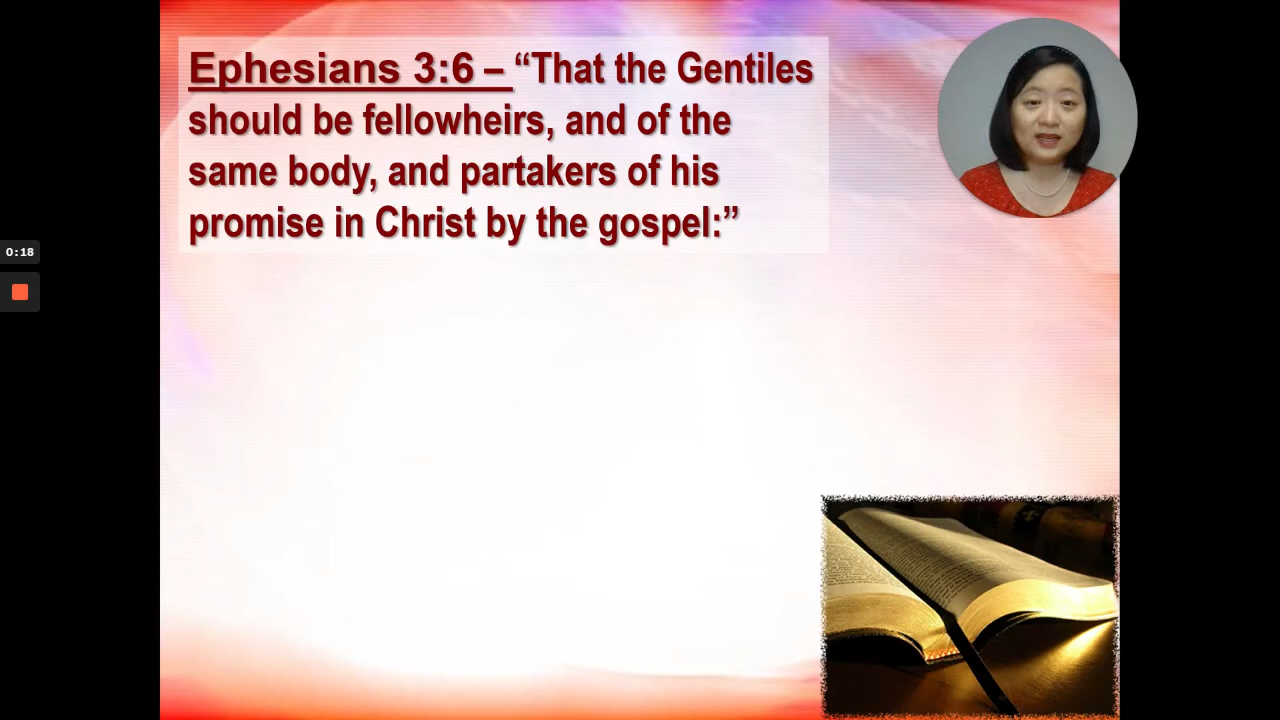 Ephesians 3:6 – “That the Gentiles
should be fellowheirs, and of the
same body, and partakers of his
promise in Christ by the gospel:”
0:18